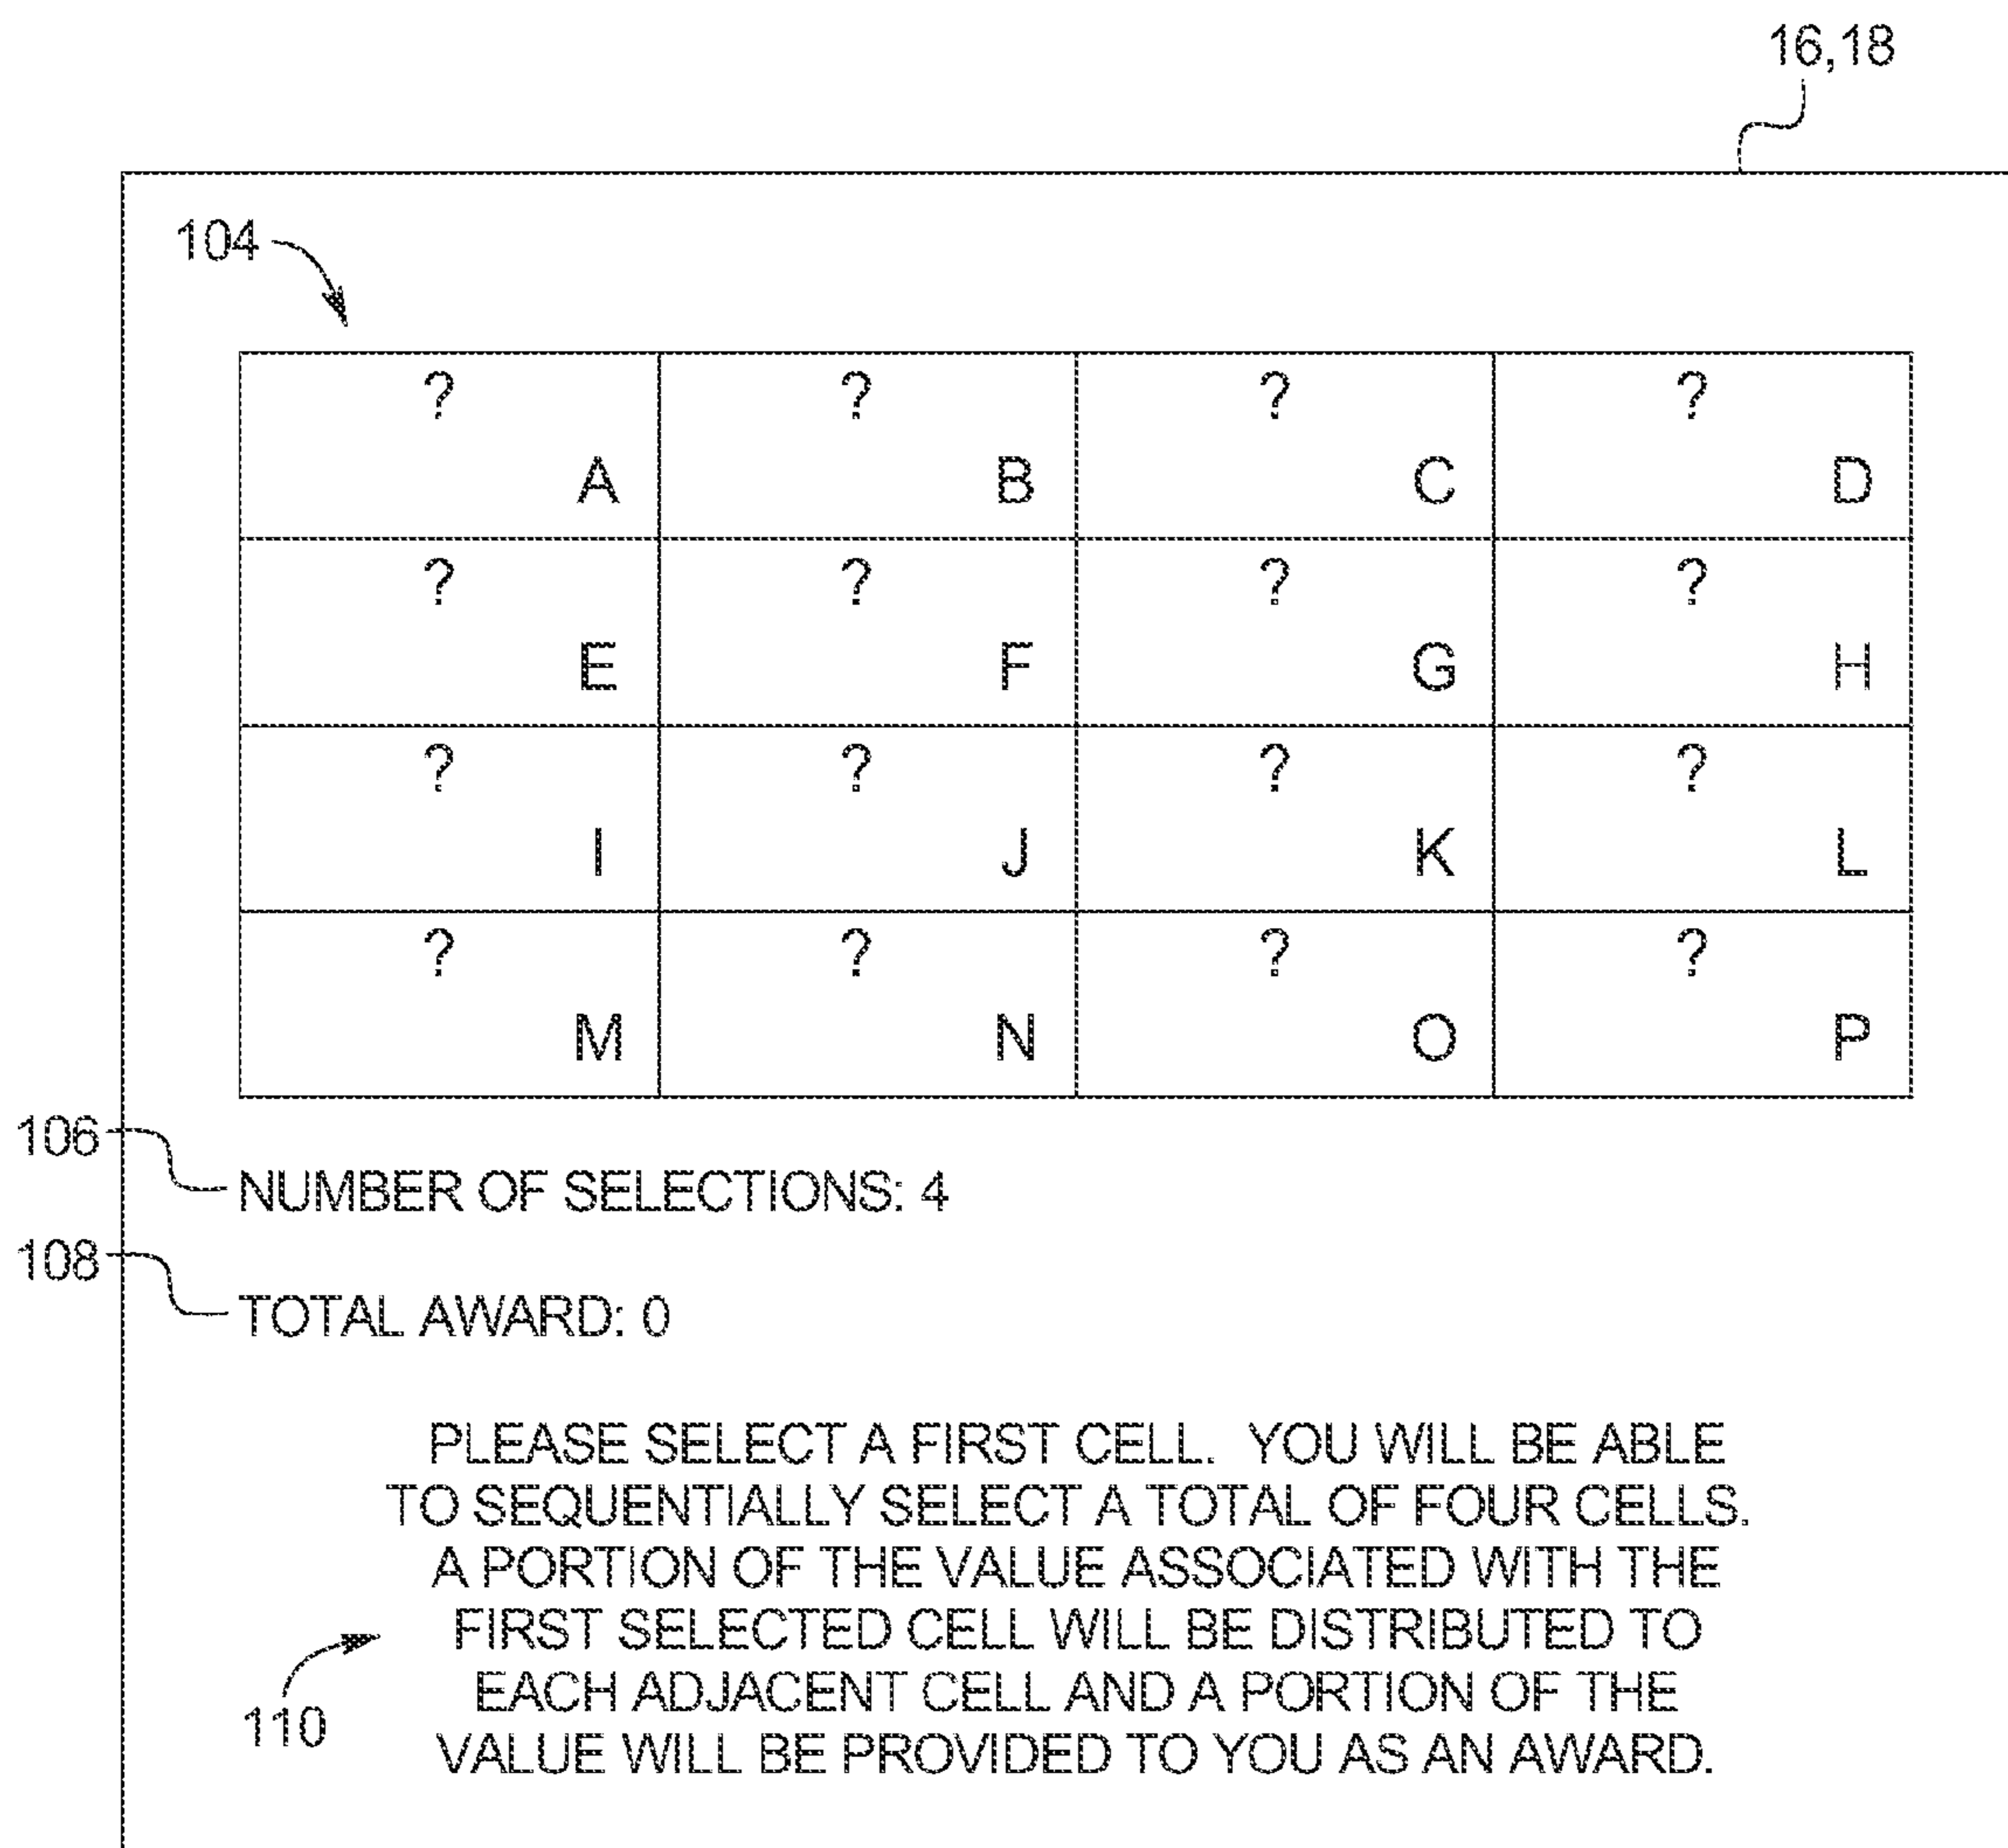 16,18
104
? ? ? ?
A B C D
? ? ? ?
E F G H
? ? ? ?
I J K L
? ? ? ?
M N O P
106
NUMBER OF SELECTIONS: 4
108
TOTAL AWARD: 0
PLEASE SELECT A FIRST CELL. YOU WILL BE ABLE
TO SEQUENTIALLY SELECT A TOTAL OF FOUR CELLS.
A PORTION OF THE VALUE ASSOCIATED WITH THE
FIRST SELECTED CELL WILL BE DISTRIBUTED TO
EACH ADJACENT CELL AND A PORTION OF THE
110
VALUE WILL BE PROVIDED TO YOU AS AN AWARD.